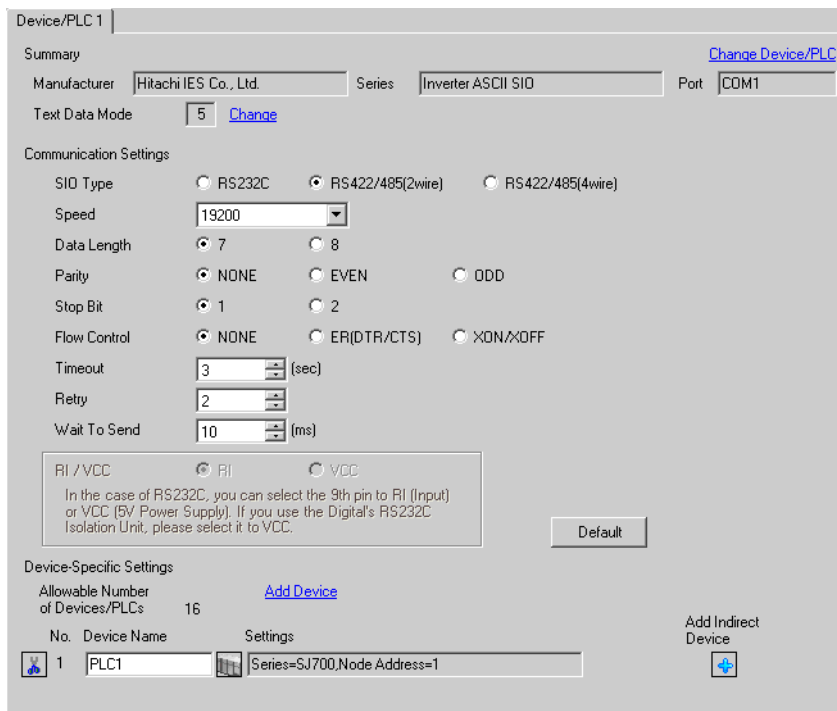 Device/PLC 1
Summary
Change Device/PLC
Manufacturer Hitachi IES Co., Ltd. Series Inverter ASCII SIO Port COM1
Text Data Mode 5 Change
Communication Settings
SIO Type RS232C RS422/485(2wire) RS422/485(4wire)
Speed 19200
Data Length 7 8
Parity NONE EVEN ODD
Stop Bit 1 2
Flow Control NONE ER(DTR/CTS) XON/XOFF
Timeout 3 (sec)
Retry 2
Wait To Send 10 (ms)
RI / VCC RI VCC
In the case of RS232C, you can select the 9th pin to RI (Input)
or VCC (5V Power Supply). If you use the Digital's RS232C
Isolation Unit, please select it to VCC.
Default
Device-Specific Settings
Allowable Number
of Devices/PLCs 16
Add Device
No. Device Name Settings
Add Indirect
Device
1 PLC1 Series=SJ700,Node Address=1